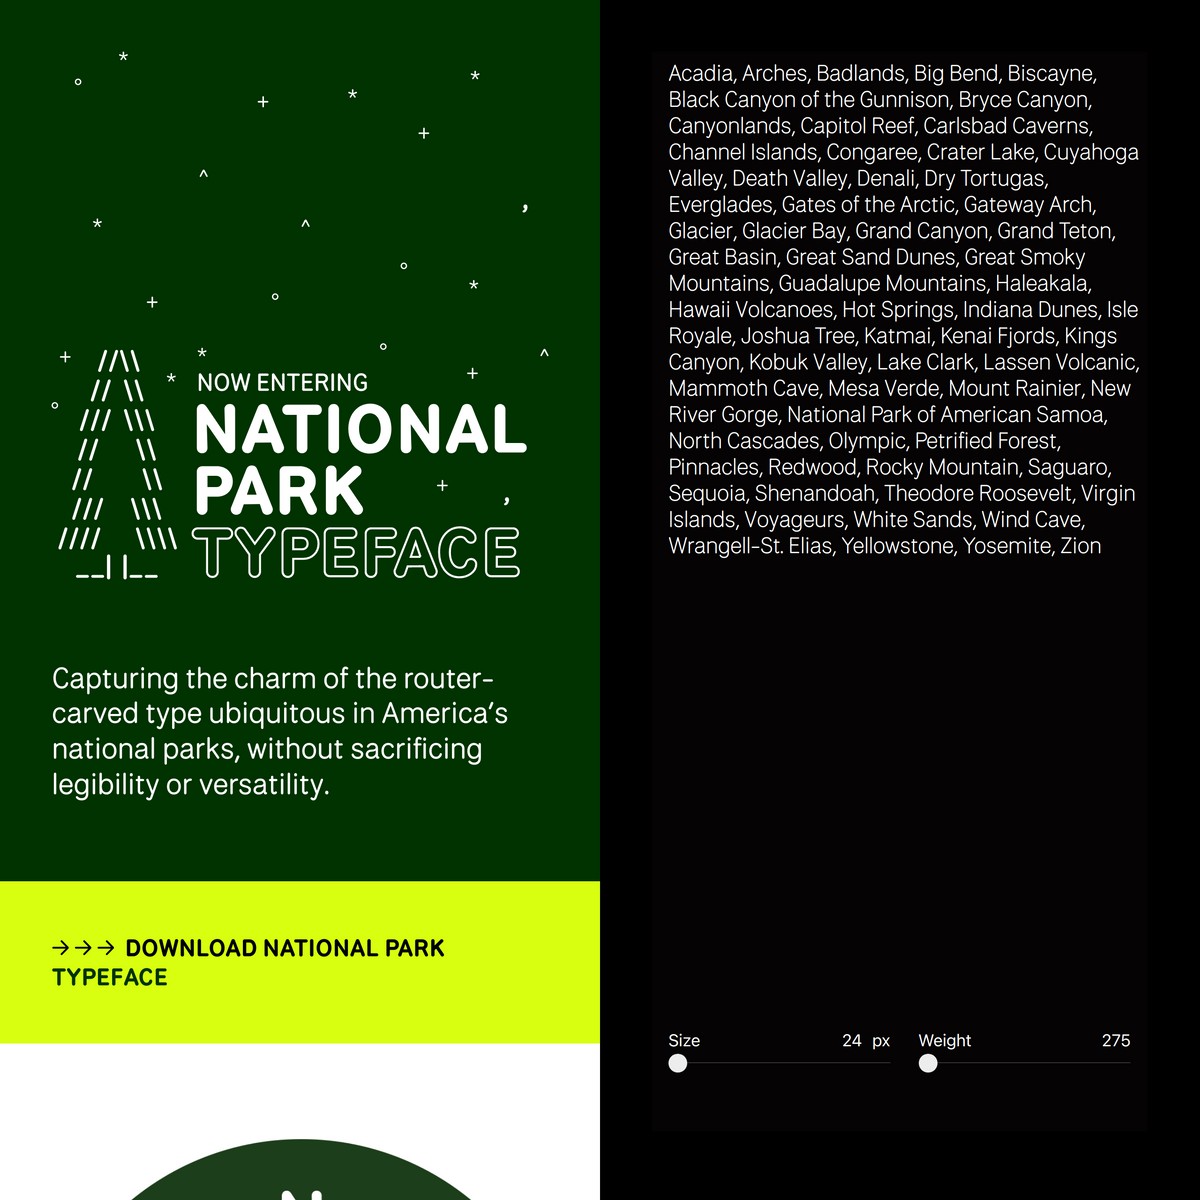 NOW ENTERING
NATIONAL
PARK
TYPEFACE
Capturing the charm of the router-
carved type ubiquitous in America's
national parks, without sacrificing
legibility or versatility.
→→→ DOWNLOAD NATIONAL PARK
TYPEFACE
N
Acadia, Arches, Badlands, Big Bend, Biscayne,
Black Canyon of the Gunnison, Bryce Canyon,
Canyonlands, Capitol Reef, Carlsbad Caverns,
Channel Islands, Congaree, Crater Lake, Cuyahoga
Valley, Death Valley, Denali, Dry Tortugas,
Everglades, Gates of the Arctic, Gateway Arch,
Glacier, Glacier Bay, Grand Canyon, Grand Teton,
Great Basin, Great Sand Dunes, Great Smoky
Mountains, Guadalupe Mountains, Haleakala,
Hawaii Volcanoes, Hot Springs, Indiana Dunes, Isle
Royale, Joshua Tree, Katmai, Kenai Fjords, Kings
Canyon, Kobuk Valley, Lake Clark, Lassen Volcanic,
Mammoth Cave, Mesa Verde, Mount Rainier, New
River Gorge, National Park of American Samoa,
North Cascades, Olympic, Petrified Forest,
Pinnacles, Redwood, Rocky Mountain, Saguaro,
Sequoia, Shenandoah, Theodore Roosevelt, Virgin
Islands, Voyageurs, White Sands, Wind Cave,
Wrangell-St. Elias, Yellowstone, Yosemite, Zion
Size 24 px Weight 275